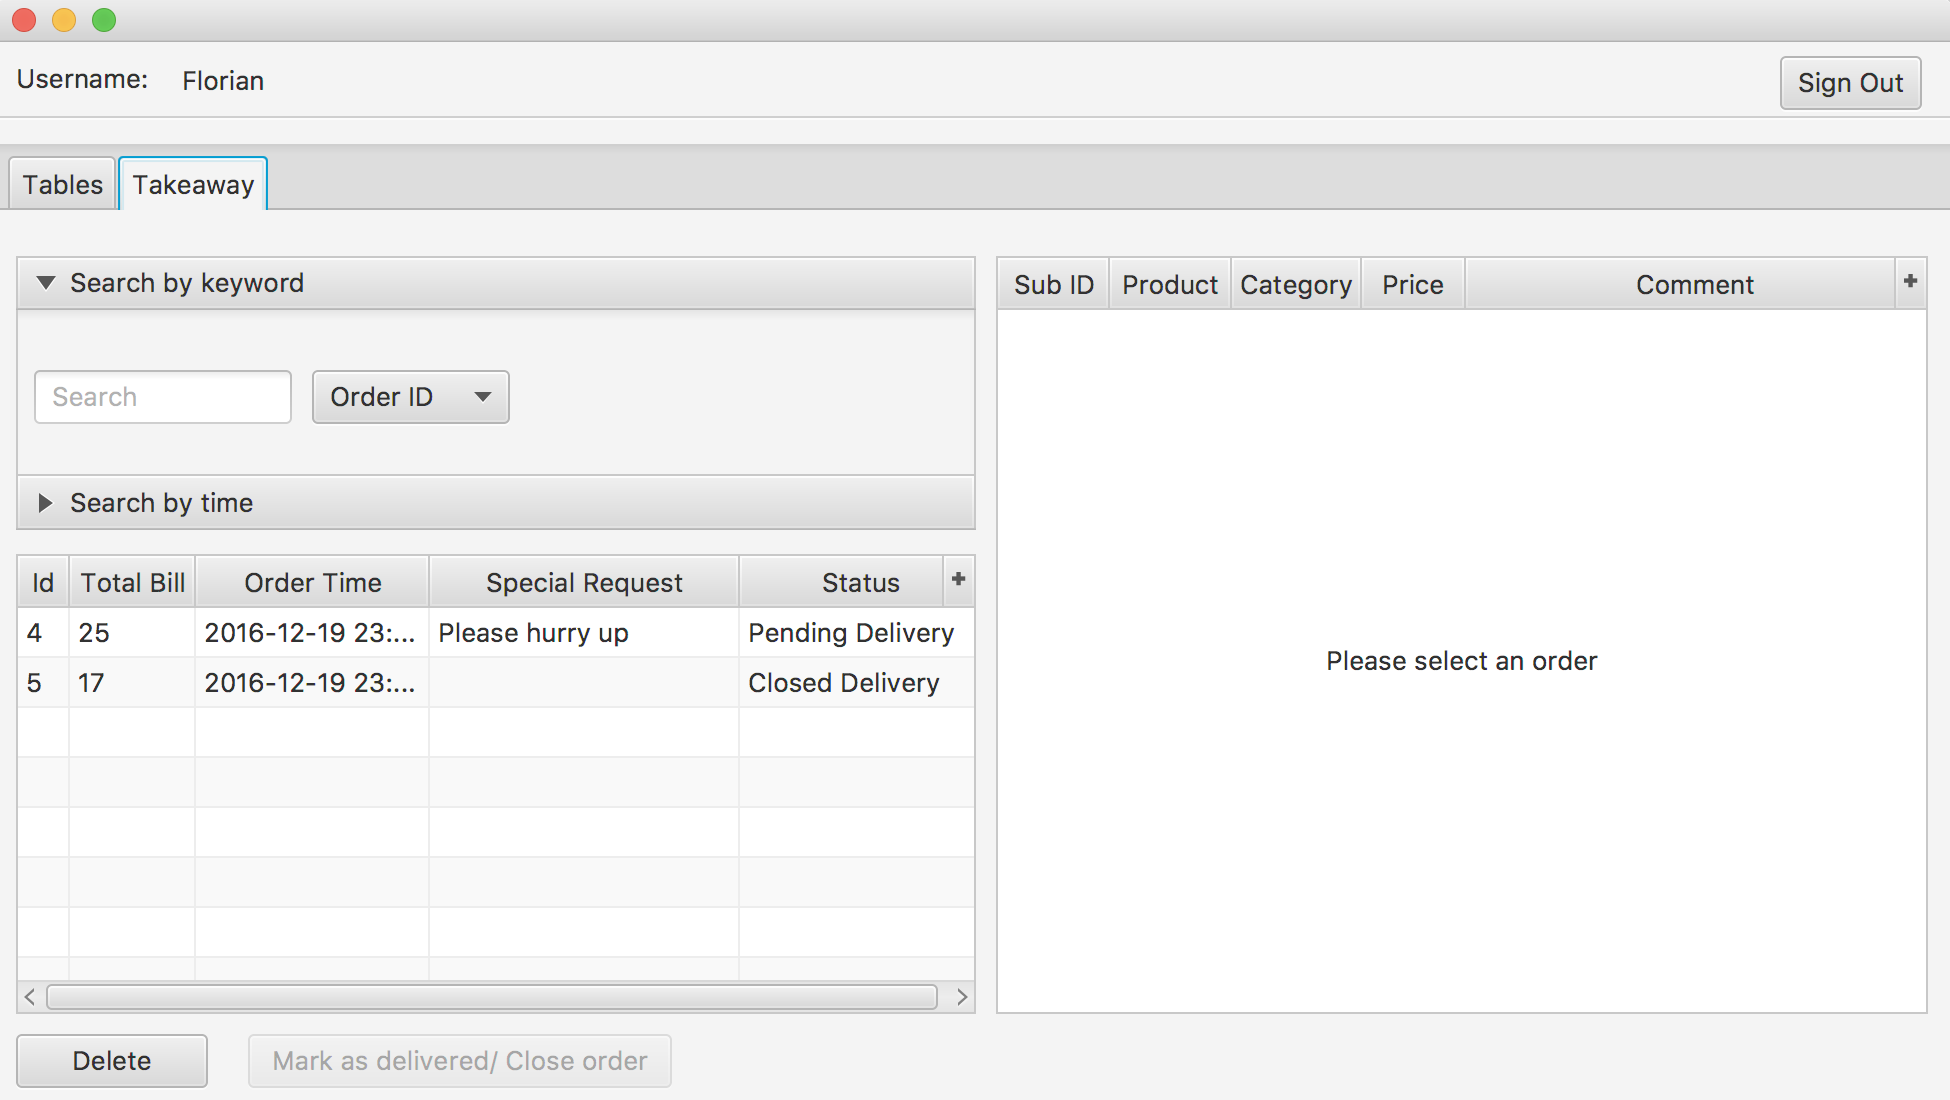 Username: Florian
Sign Out
Tables Takeaway
Search by keyword
Search Order ID
Search by time
Id Total Bill Order Time Special Request Status +
4 25 2016-12-19 23:... Please hurry up Pending Delivery
5 17 2016-12-19 23:... Closed Delivery
Delete Mark as delivered/ Close order
Sub ID Product Category Price Comment +
Please select an order